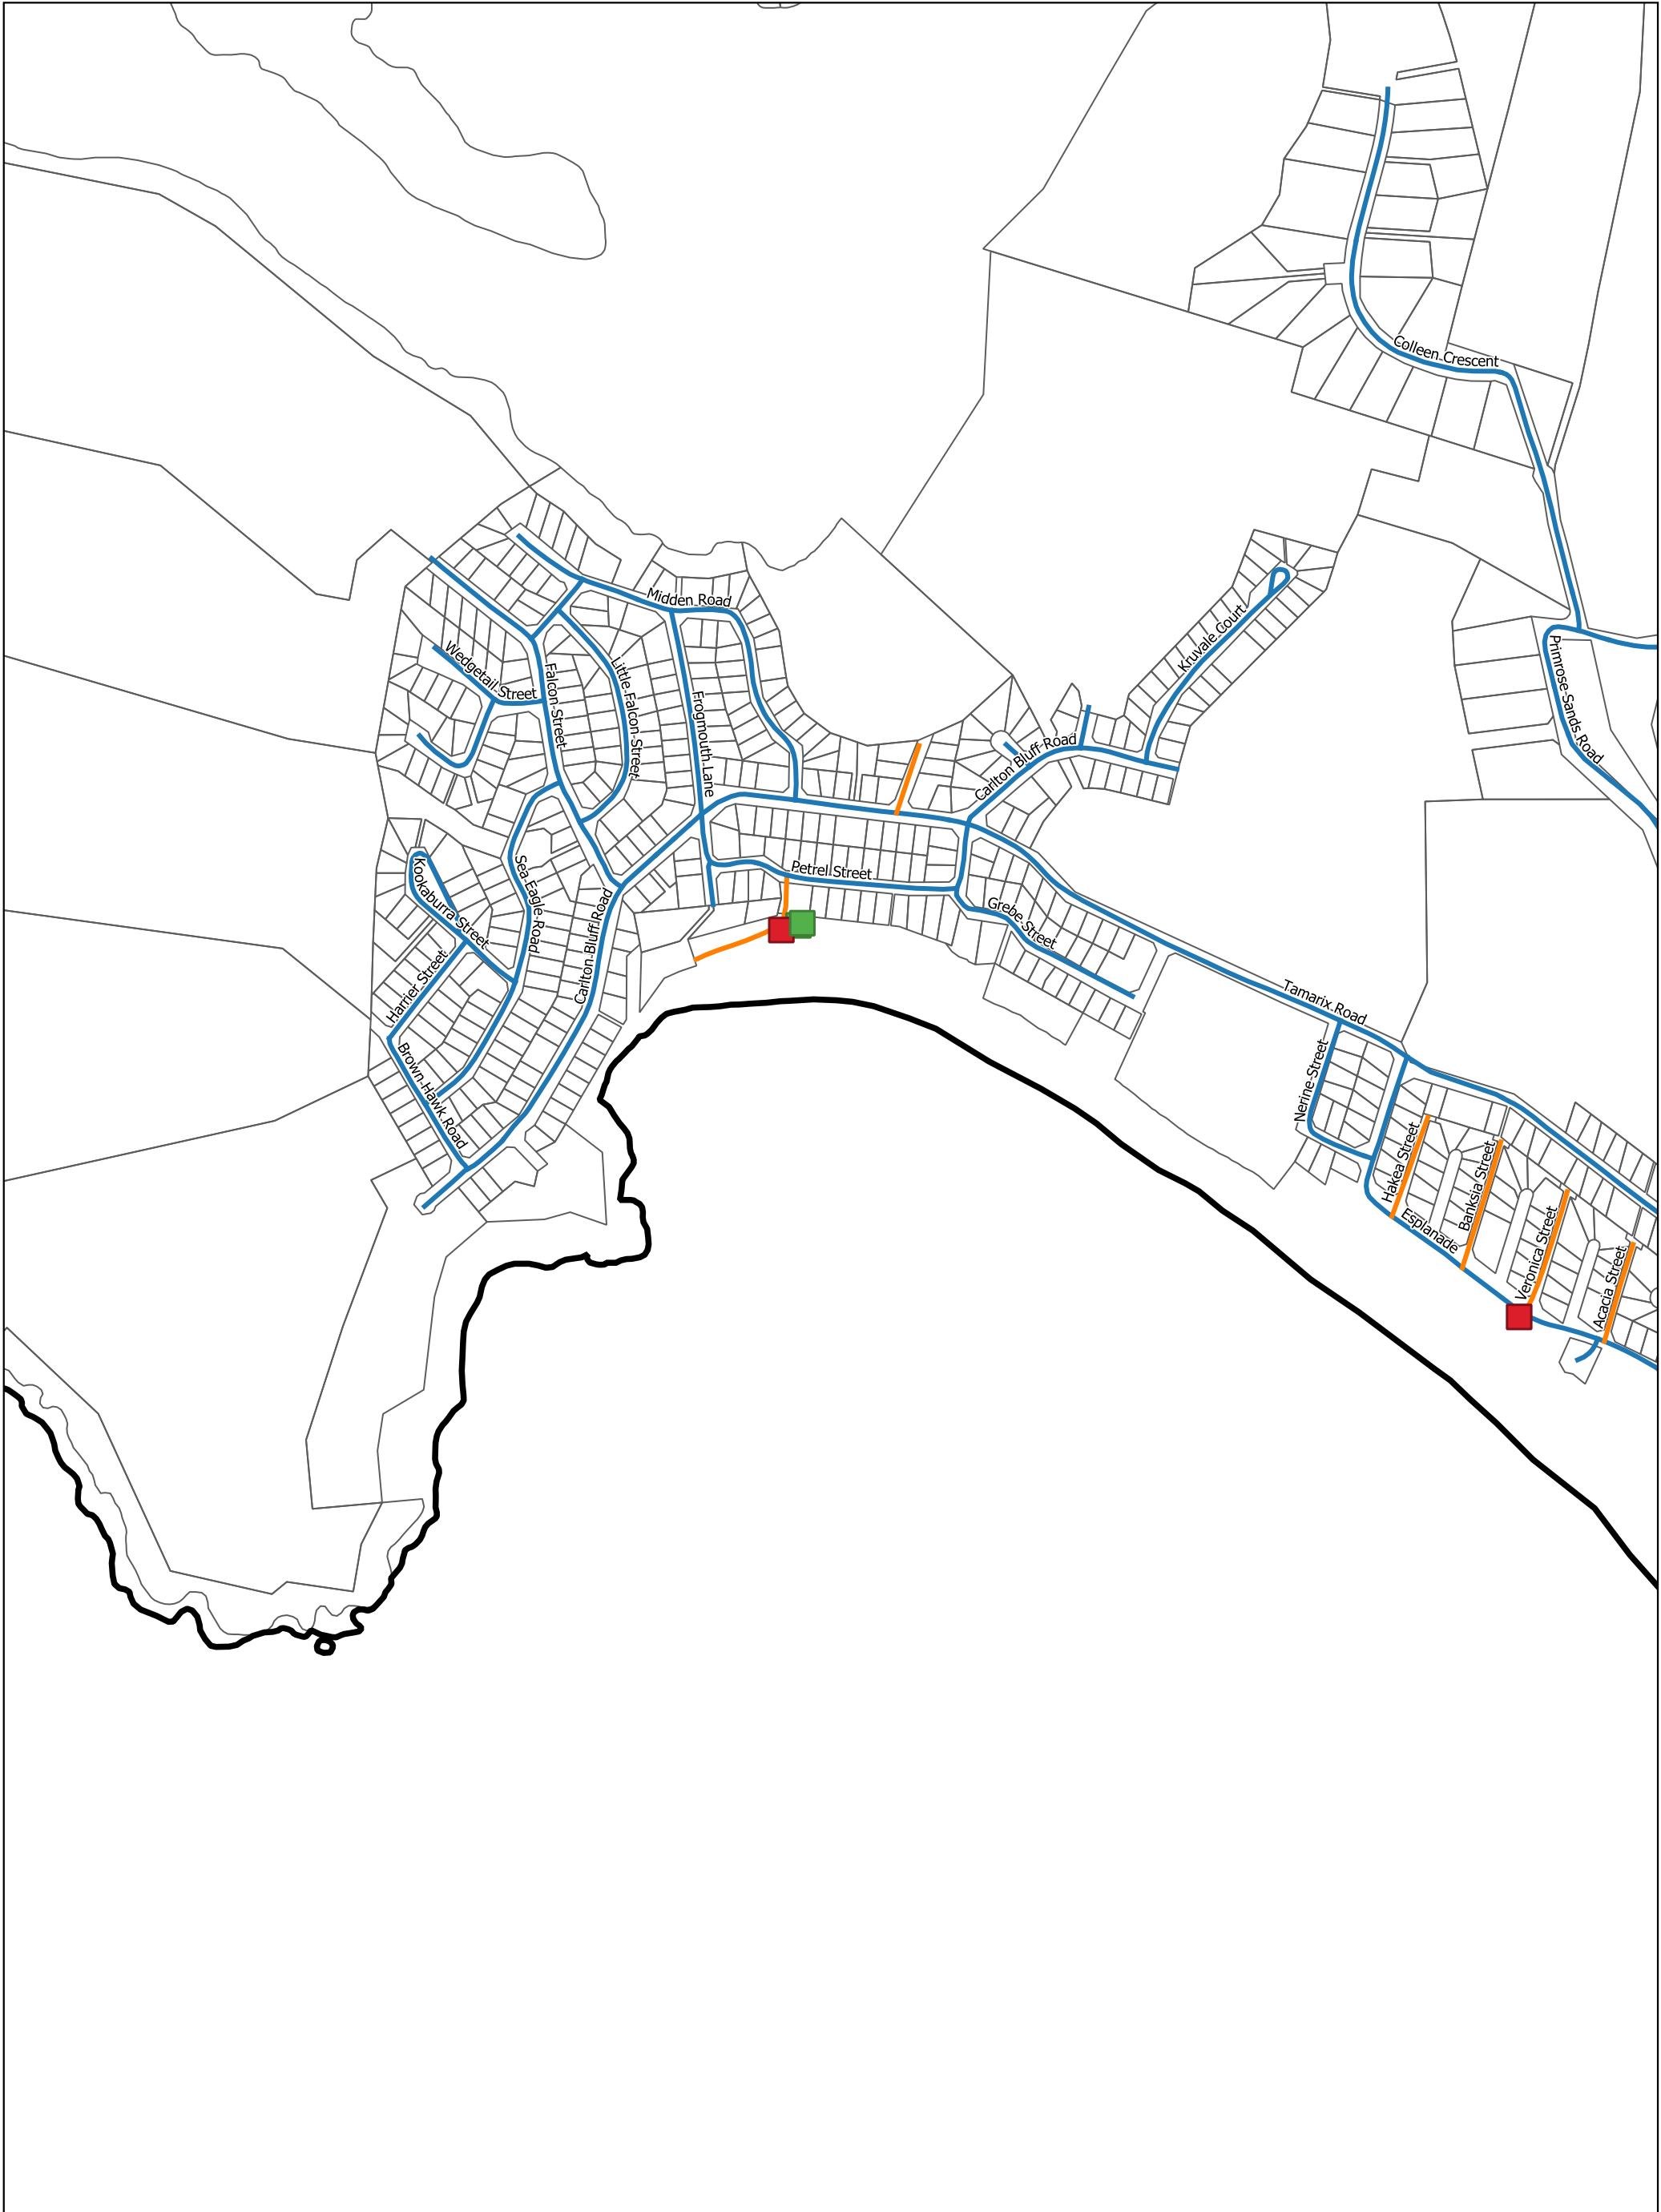 Colleen Crescent
Midden Road
Kruvale Court
Primrose Sands Road
Wedgetail Street
Falcon Street
Little Falcon Street
Frogmouth Lane
Carlton Bluff Road
Petrel Street
Kookaburra Street
Sea Eagle Road
Carlton Bluff Road
Grebe Street
Harrier Street
Tamarix Road
Brown Hawk Road
Nerine Street
Hakea Street
Banksia Street
Esplanade
Veronica Street
Acacia Street